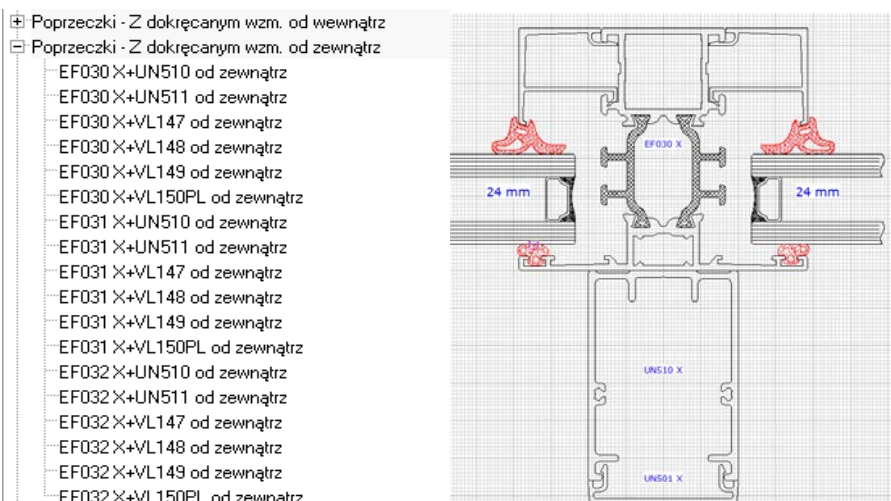 Poprzeczki - Z dokręcanym wzm. od wewnątrz
Poprzeczki - Z dokręcanym wzm. od zewnątrz
EF030 X+UN510 od zewnątrz
EF030 X+UN511 od zewnątrz
EF030 X+VL147 od zewnątrz
EF030 X+VL148 od zewnątrz
EF030 X+VL149 od zewnątrz
EF030 X+VL150PL od zewnątrz
EF031 X+UN510 od zewnątrz
EF031 X+UN511 od zewnątrz
EF031 X+VL147 od zewnątrz
EF031 X+VL148 od zewnątrz
EF031 X+VL149 od zewnątrz
EF031 X+VL150PL od zewnątrz
EF032 X+UN510 od zewnątrz
EF032 X+UN511 od zewnątrz
EF032 X+VL147 od zewnątrz
EF032 X+VL148 od zewnątrz
EF032 X+VL149 od zewnątrz
EF032 X+VL150PL od zewnątrz
EF030 X
24 mm
24 mm
UN510 X
UN501 X